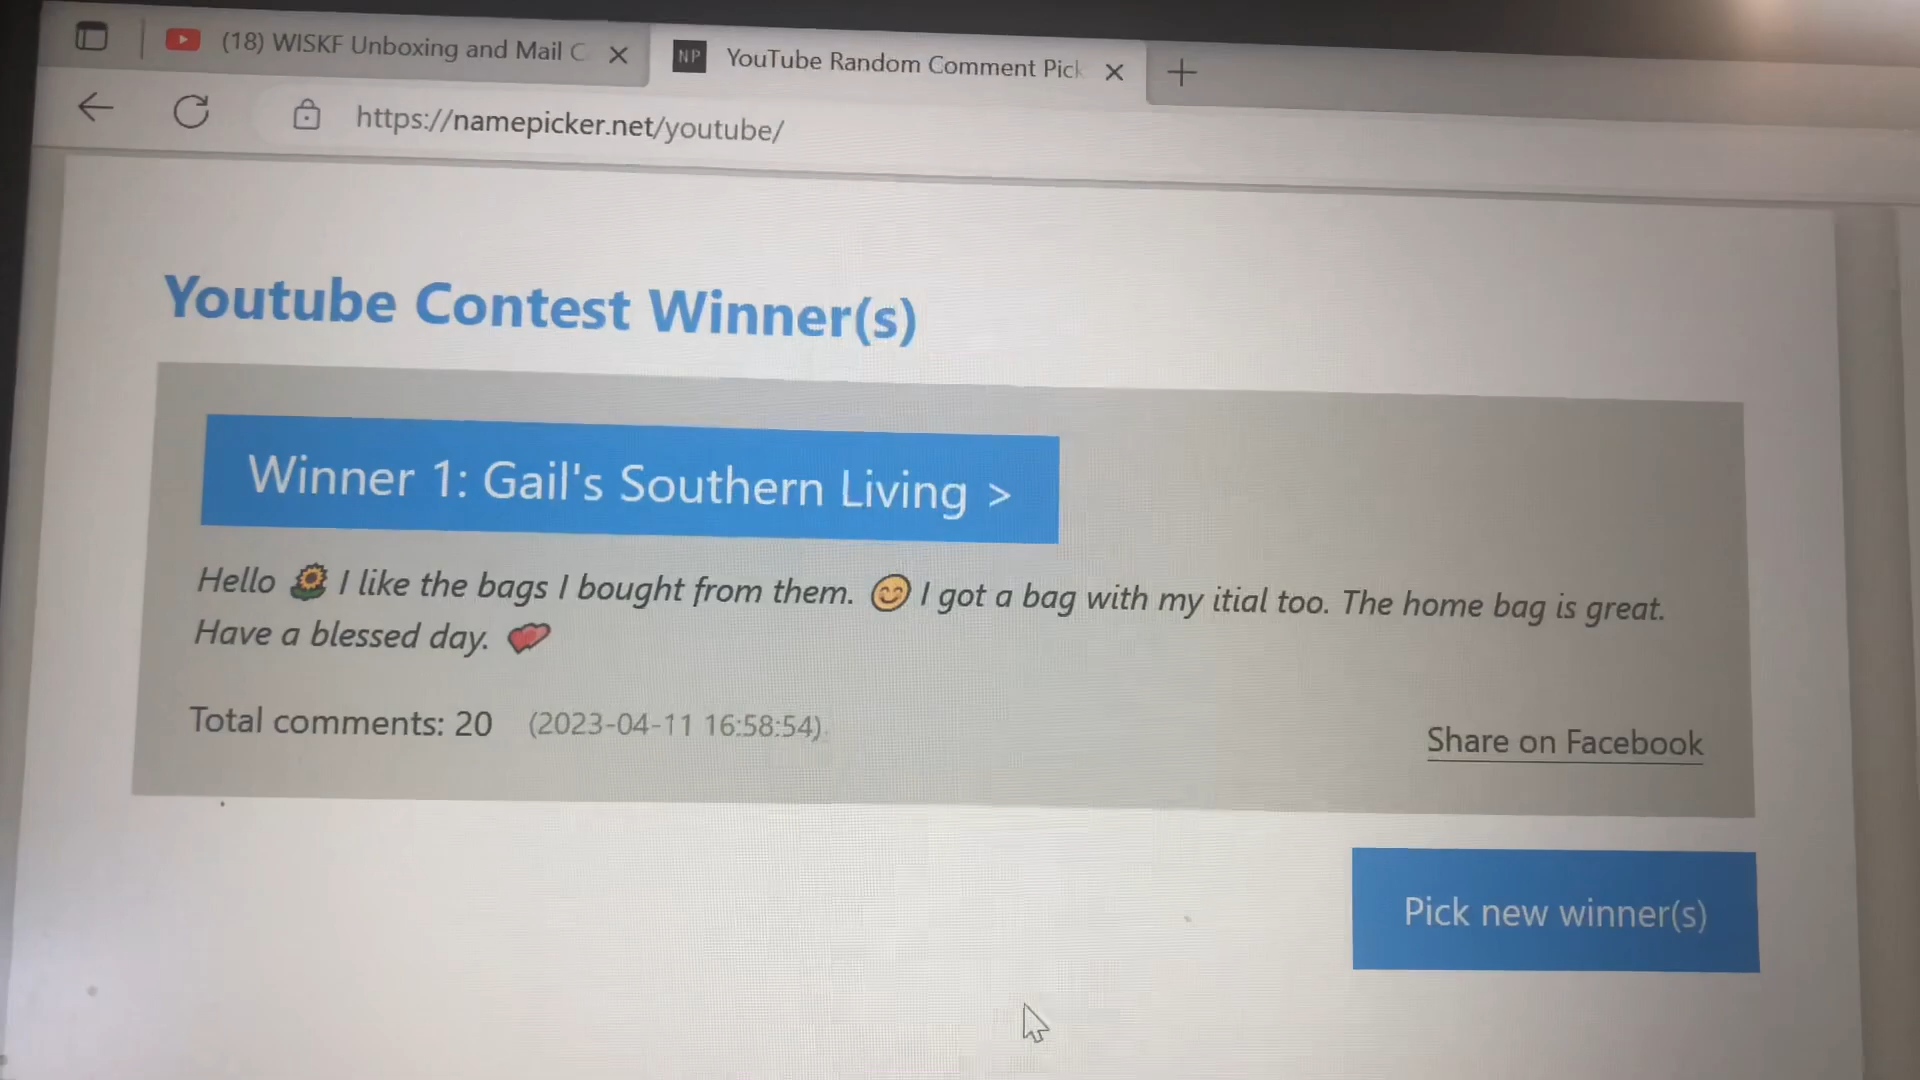 (18) WISKF Unboxing and Mail C
NP YouTube Random Comment Pick
https://namepicker.net/youtube/
Youtube Contest Winner(s)
Winner 1: Gail's Southern Living >
Hello 🌻 I like the bags I bought from them. 😊 I got a bag with my itial too. The home bag is great.
Have a blessed day. 💕
Total comments: 20 (2023-04-11 16:58:54)
Share on Facebook
Pick new winner(s)